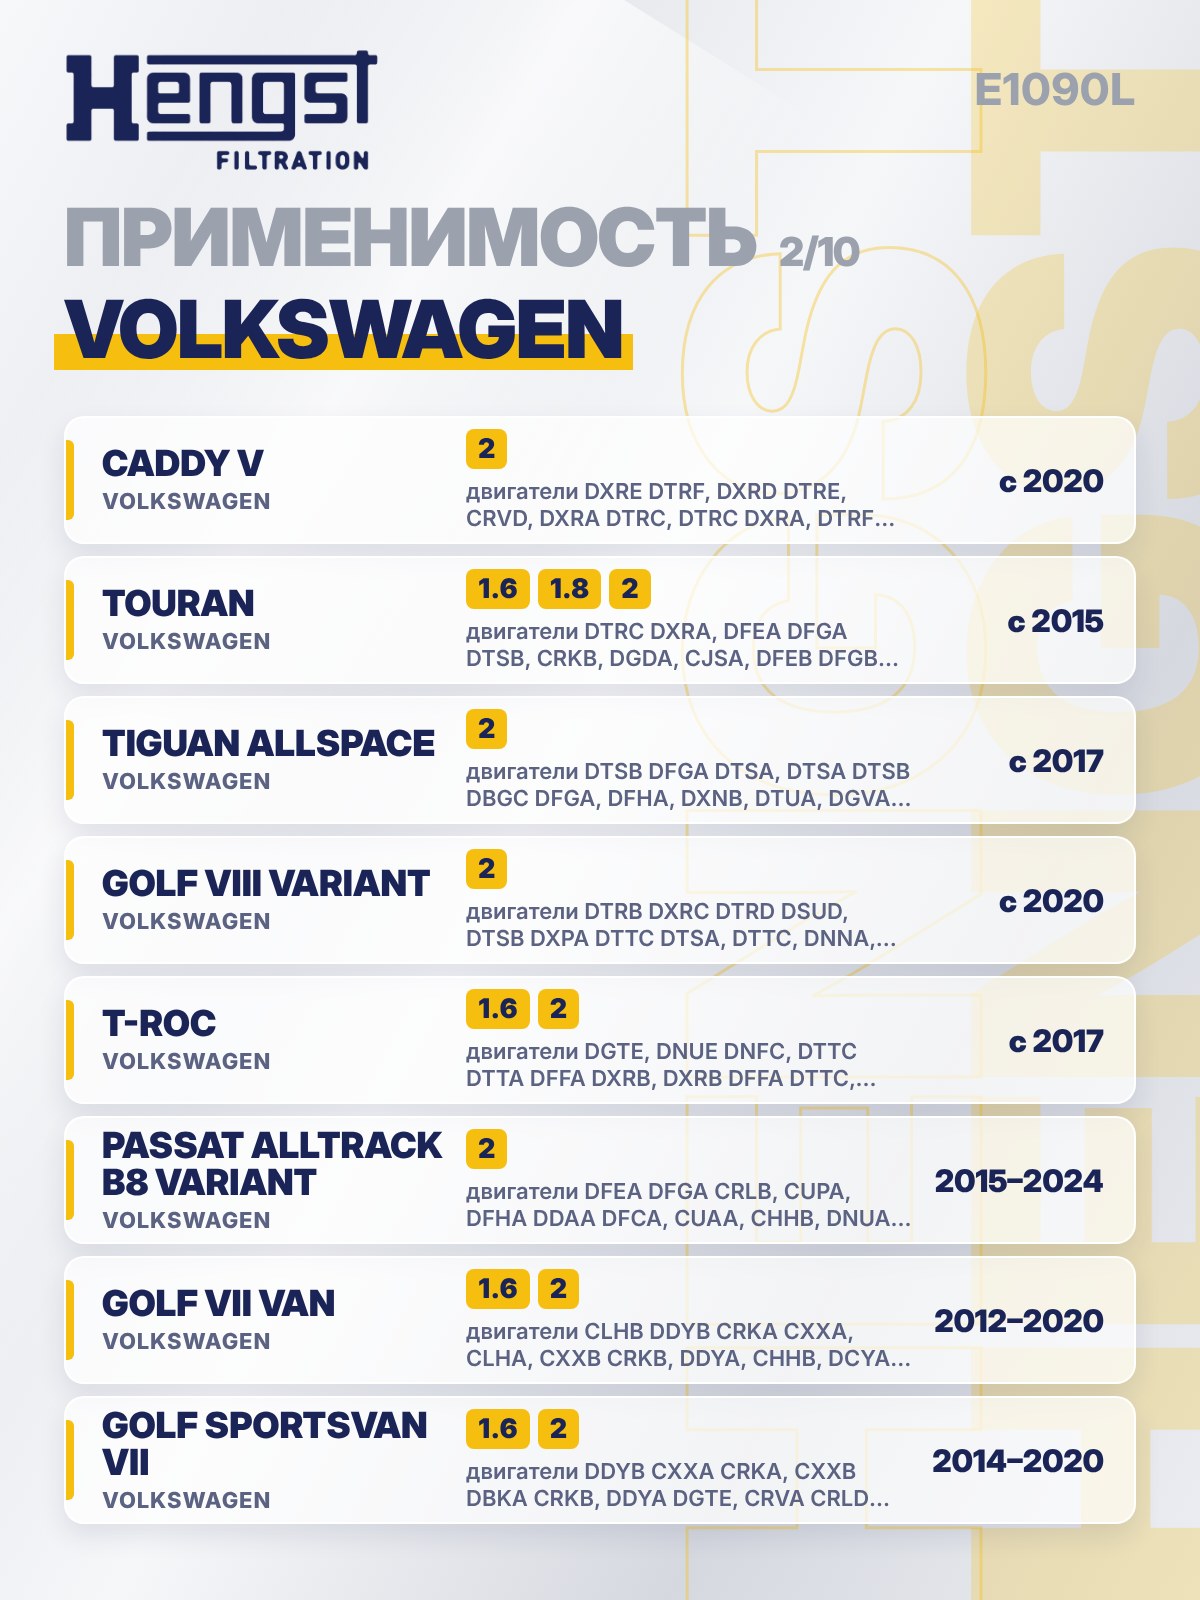 Hengst
FILTRATION
E1090L
ПРИМЕНИМОСТЬ 2/10
VOLKSWAGEN
CADDY V
VOLKSWAGEN
2
двигатели DXRE DTRF, DXRD DTRE,
CRVD, DXRA DTRC, DTRC DXRA, DTRF...
с 2020
TOURAN
VOLKSWAGEN
1.6 1.8 2
двигатели DTRC DXRA, DFEA DFGA
DTSB, CRKB, DGDA, CJSA, DFEB DFGB...
с 2015
TIGUAN ALLSPACE
VOLKSWAGEN
2
двигатели DTSB DFGA DTSA, DTSA DTSB
DBGC DFGA, DFHA, DXNB, DTUA, DGVA...
с 2017
GOLF VIII VARIANT
VOLKSWAGEN
2
двигатели DTRB DXRC DTRD DSUD,
DTSB DXPA DTTC DTSA, DTTC, DNNA,...
с 2020
T-ROC
VOLKSWAGEN
1.6 2
двигатели DGTE, DNUE DNFC, DTTC
DTTA DFFA DXRB, DXRB DFFA DTTC,...
с 2017
PASSAT ALLTRACK
B8 VARIANT
VOLKSWAGEN
2
двигатели DFEA DFGA CRLB, CUPA,
DFHA DDAA DFCA, CUAA, CHHB, DNUA...
2015–2024
GOLF VII VAN
VOLKSWAGEN
1.6 2
двигатели CLHB DDYB CRKA CXXA,
CLHA, CXXB CRKB, DDYA, CHHB, DCYA...
2012–2020
GOLF SPORTSVAN
VII
VOLKSWAGEN
1.6 2
двигатели DDYB CXXA CRKA, CXXB
DBKA CRKB, DDYA DGTE, CRVA CRLD...
2014–2020
HENGST